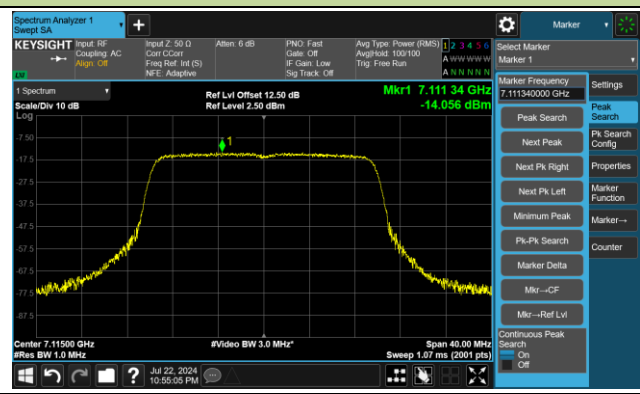 Spectrum Analyzer 1
Swept SA
+
Marker
KEYSIGHT
Input: RF
Coupling: AC
Align: Off
Input Z: 50 Ω
Corr CCorr
Freq Ref: Int (S)
NFE: Adaptive
Atten: 6 dB
PNO: Fast
Gate: Off
IF Gain: Low
Sig Track: Off
Avg Type: Power (RMS)
Avg|Hold: 100/100
Trig: Free Run
1 2 3 4 5 6
A W W W W W
A N N N N N
LW
Select Marker
Marker 1
1 Spectrum
Scale/Div 10 dB
Log
Ref Lvl Offset 12.50 dB
Ref Level 2.50 dBm
Mkr1 7.111 34 GHz
-14.056 dBm
1
-7.50
-17.5
-27.5
-37.5
-47.5
-57.5
-67.5
-77.5
-87.5
Center 7.11500 GHz
#Res BW 1.0 MHz
#Video BW 3.0 MHz*
Span 40.00 MHz
Sweep 1.07 ms (2001 pts)
Marker Frequency
7.111340000 GHz
Peak Search
Next Peak
Next Pk Right
Next Pk Left
Minimum Peak
Pk-Pk Search
Marker Delta
Mkr→CF
Mkr→Ref Lvl
Continuous Peak
Search
On
Off
Settings
Peak
Search
Pk Search
Config
Properties
Marker
Function
Marker→
Counter
?
Jul 22, 2024
10:55:05 PM